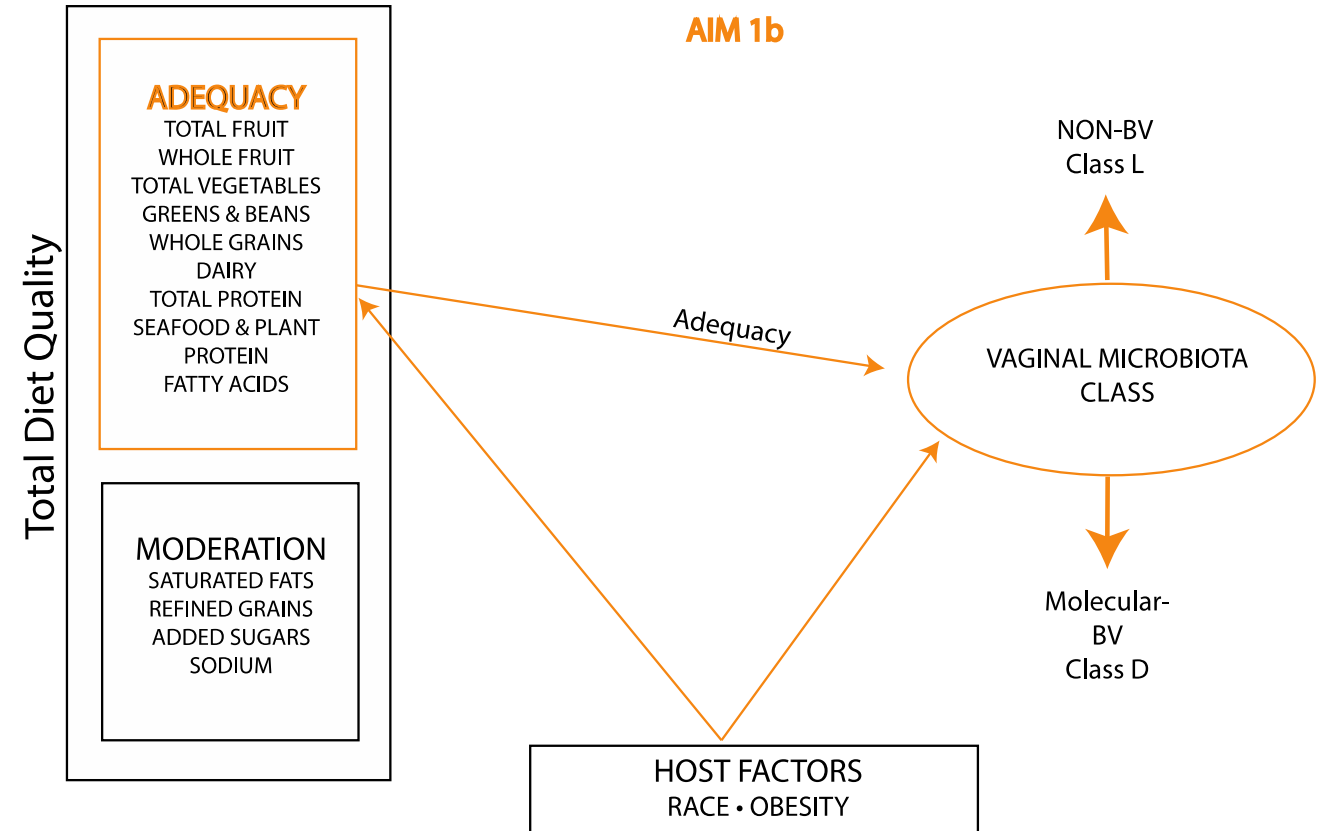 AIM 1b
Total Diet Quality
ADEQUACY
TOTAL FRUIT
WHOLE FRUIT
TOTAL VEGETABLES
GREENS & BEANS
WHOLE GRAINS
DAIRY
TOTAL PROTEIN
SEAFOOD & PLANT
PROTEIN
FATTY ACIDS
MODERATION
SATURATED FATS
REFINED GRAINS
ADDED SUGARS
SODIUM
Adequacy
NON-BV
Class L
VAGINAL MICROBIOTA
CLASS
Molecular-
BV
Class D
HOST FACTORS
RACE • OBESITY